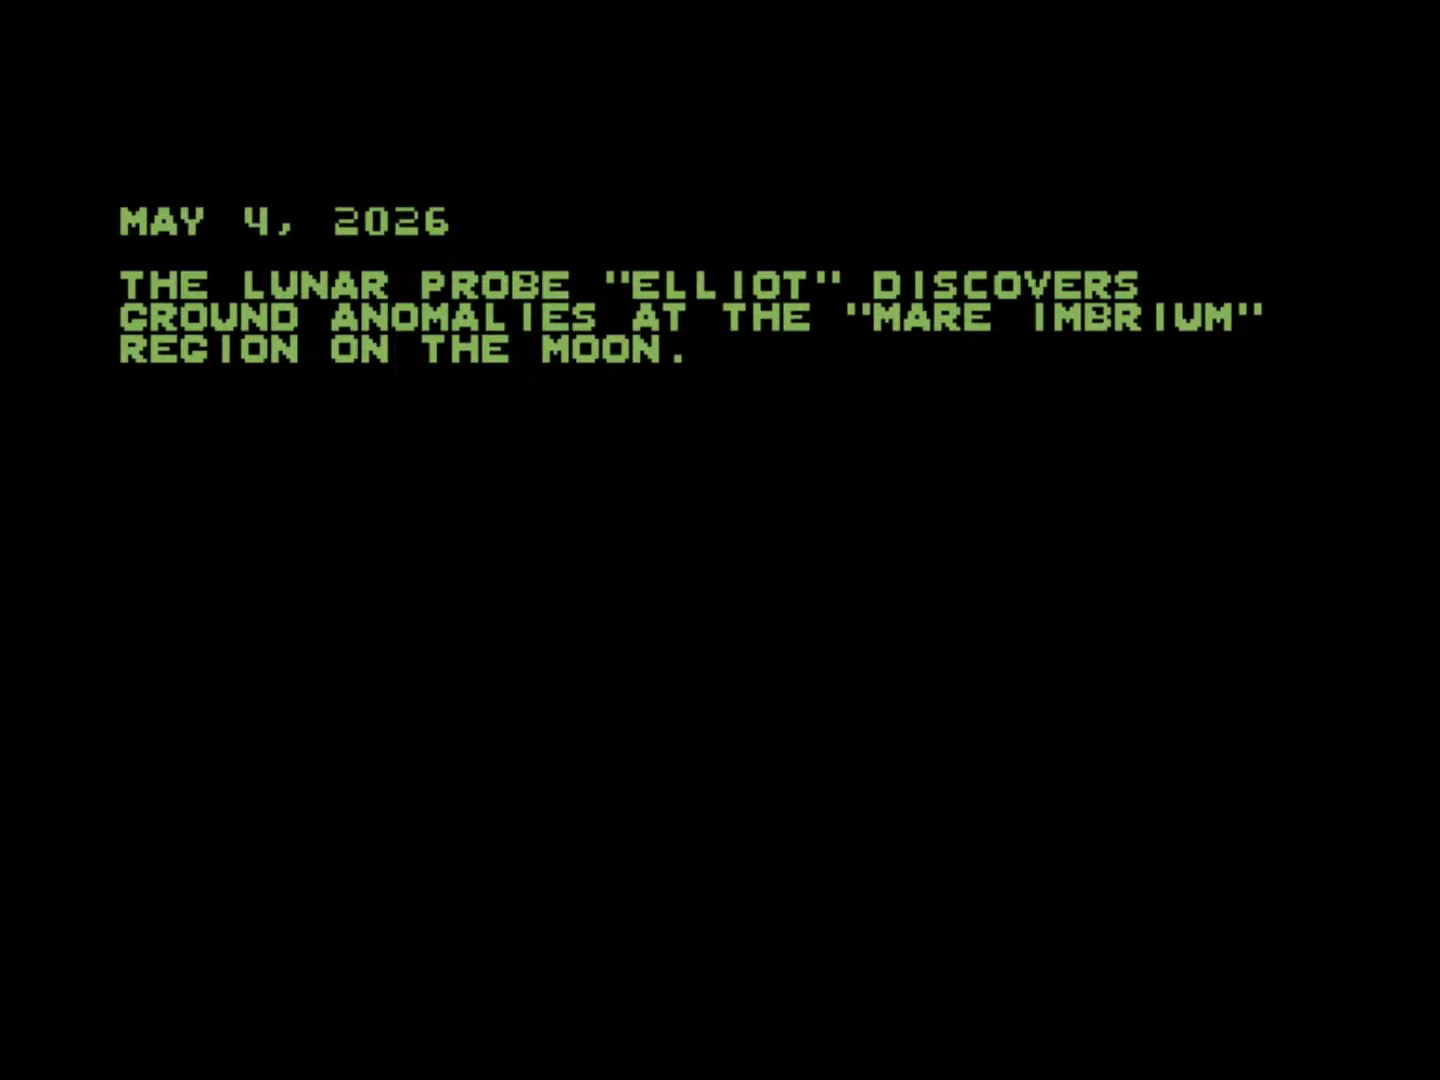 MAY 4, 2026
THE LUNAR PROBE "ELLIOT" DISCOVERS
GROUND ANOMALIES AT THE "MARE IMBRIUM"
REGION ON THE MOON.